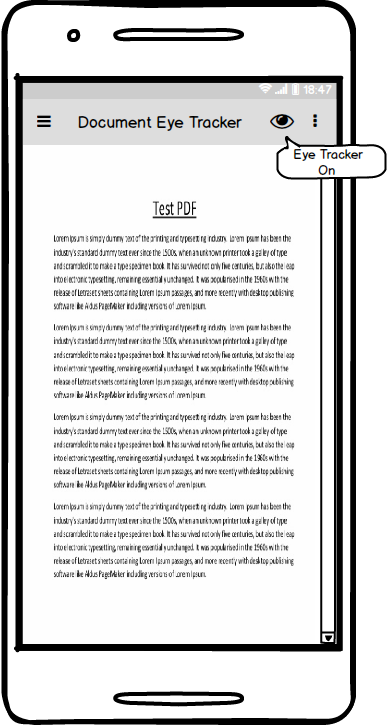 18:47
Document Eye Tracker
Eye Tracker
On
Test PDF
Lorem Ipsum is simply dummy text of the printing and typesetting industry. Lorem Ipsum has been the
industry's standard dummy text ever since the 1500s, when an unknown printer took a galley of type
and scrambled it to make a type specimen book. It has survived not only five centuries, but also the leap
into electronic typesetting, remaining essentially unchanged. It was popularised in the 1960s with the
release of Letraset sheets containing Lorem Ipsum passages, and more recently with desktop publishing
software like Aldus PageMaker including versions of Lorem Ipsum.
Lorem Ipsum is simply dummy text of the printing and typesetting industry. Lorem Ipsum has been the
industry's standard dummy text ever since the 1500s, when an unknown printer took a galley of type
and scrambled it to make a type specimen book. It has survived not only five centuries, but also the leap
into electronic typesetting, remaining essentially unchanged. It was popularised in the 1960s with the
release of Letraset sheets containing Lorem Ipsum passages, and more recently with desktop publishing
software like Aldus PageMaker including versions of Lorem Ipsum.
Lorem Ipsum is simply dummy text of the printing and typesetting industry. Lorem Ipsum has been the
industry's standard dummy text ever since the 1500s, when an unknown printer took a galley of type
and scrambled it to make a type specimen book. It has survived not only five centuries, but also the leap
into electronic typesetting, remaining essentially unchanged. It was popularised in the 1960s with the
release of Letraset sheets containing Lorem Ipsum passages, and more recently with desktop publishing
software like Aldus PageMaker including versions of Lorem Ipsum.
Lorem Ipsum is simply dummy text of the printing and typesetting industry. Lorem Ipsum has been the
industry's standard dummy text ever since the 1500s, when an unknown printer took a galley of type
and scrambled it to make a type specimen book. It has survived not only five centuries, but also the leap
into electronic typesetting, remaining essentially unchanged. It was popularised in the 1960s with the
release of Letraset sheets containing Lorem Ipsum passages, and more recently with desktop publishing
software like Aldus PageMaker including versions of Lorem Ipsum.